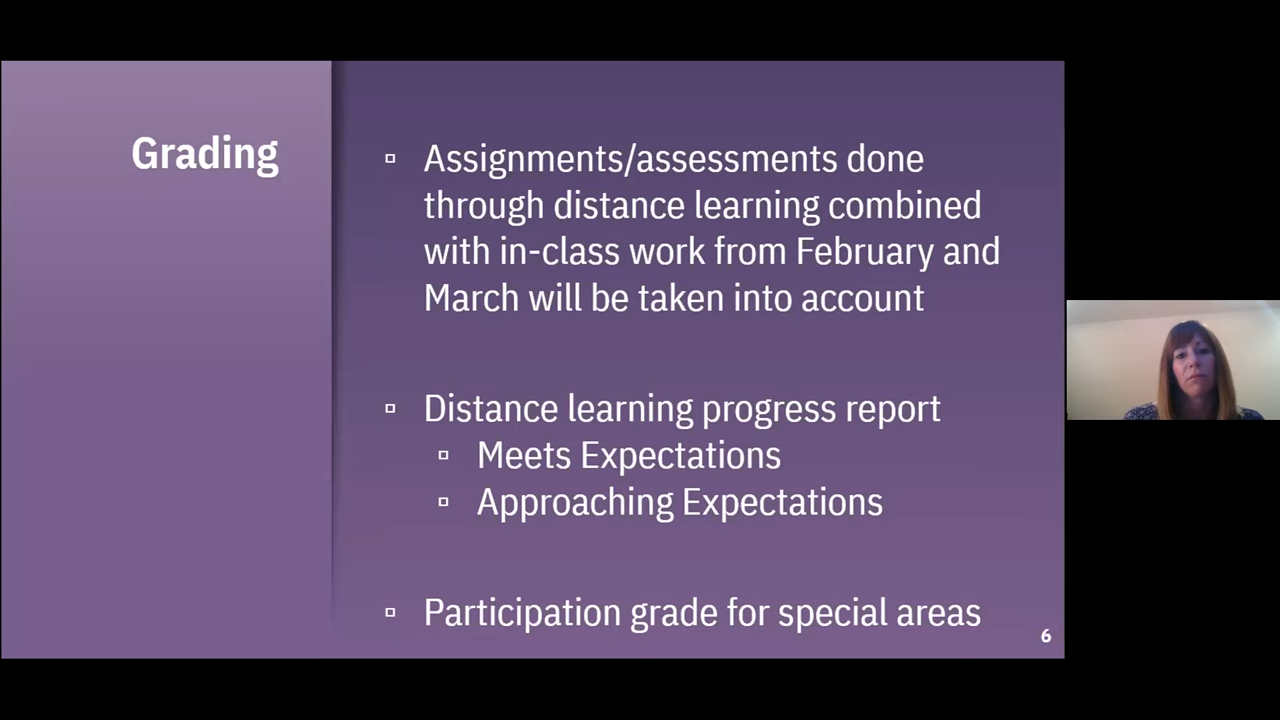 Grading
Assignments/assessments done
through distance learning combined
with in-class work from February and
March will be taken into account
Distance learning progress report
Meets Expectations
Approaching Expectations
Participation grade for special areas
6